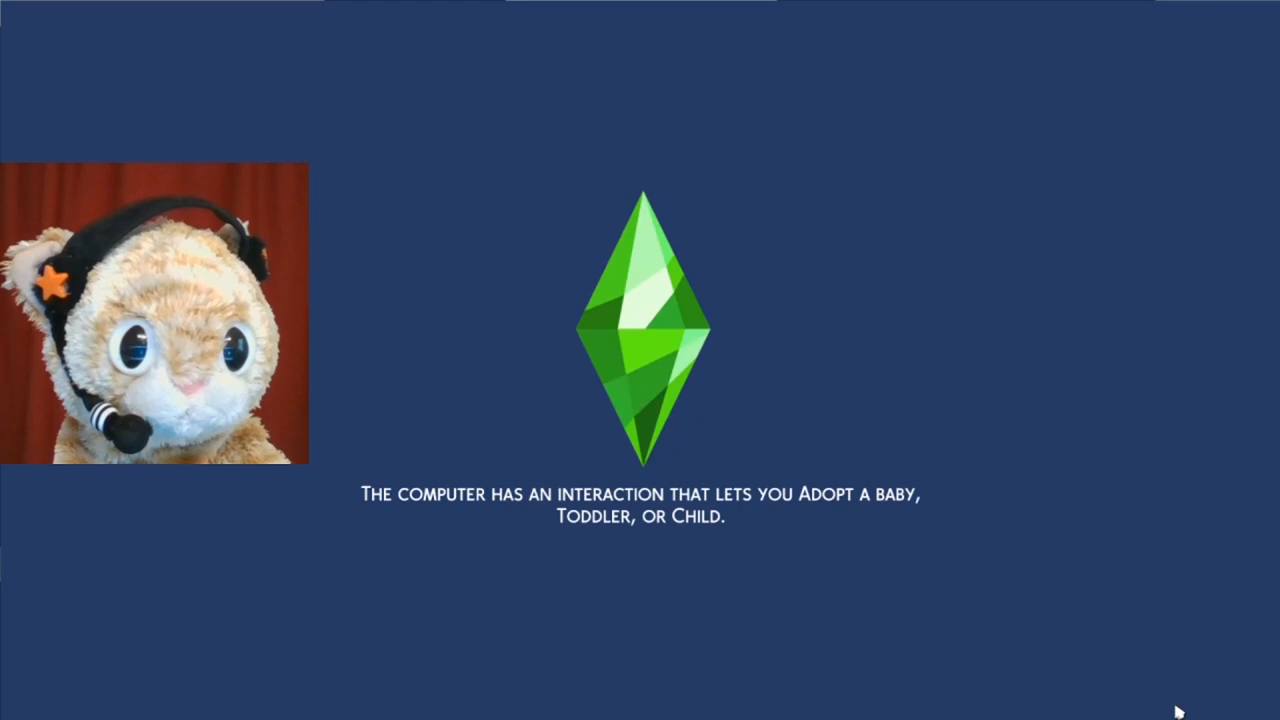 The computer has an interaction that lets you Adopt a baby,
Toddler, or Child.